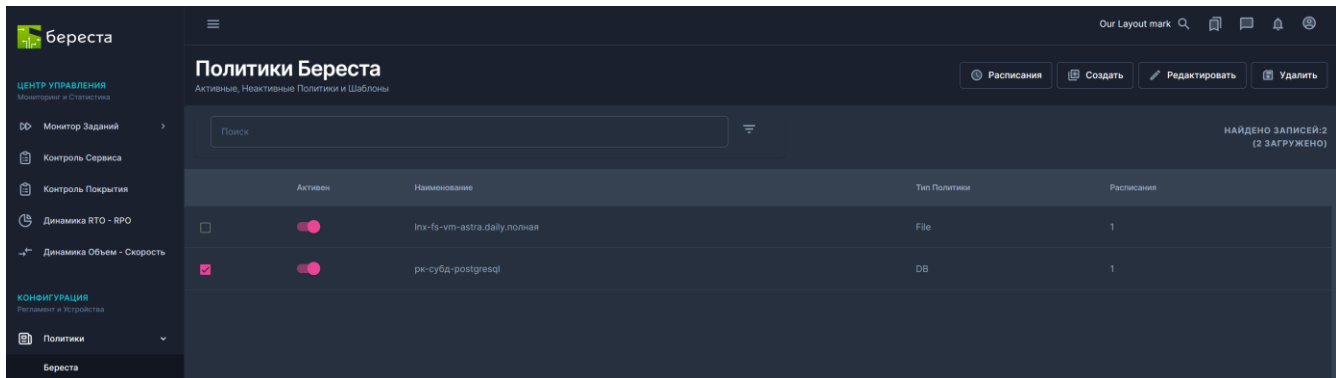 береста
Our Layout mark
Политики Береста
Активные, Неактивные Политики и Шаблоны
Расписания
Создать
Редактировать
Удалить
ЦЕНТР УПРАВЛЕНИЯ
Мониторинг и Статистика
Монитор Заданий
Контроль Сервиса
Контроль Покрытия
Динамика RTO - RPO
Динамика Объем - Скорость
КОНФИГУРАЦИЯ
Регламент и Устройства
Политики
Береста
Поиск
НАЙДЕНО ЗАПИСЕЙ:2
(2 ЗАГРУЖЕНО)
Активен Наименование Тип Политики Расписания
lnx-fs-vm-astra.daily.полная File 1
рк-субд-postgresql DB 1